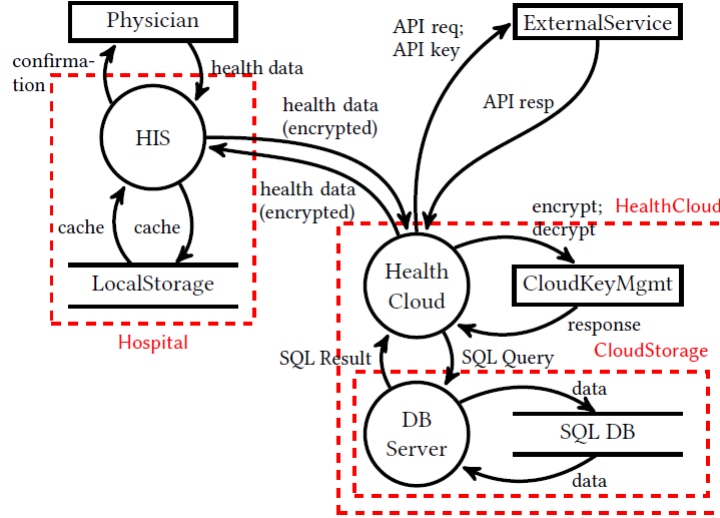 Physician
API req;
API key
ExternalService
confirma-
tion
health data
HIS
health data
(encrypted)
API resp
health data
(encrypted)
cache
cache
LocalStorage
Hospital
encrypt;
decrypt
HealthCloud
Health
Cloud
CloudKeyMgmt
response
SQL Result
SQL Query
CloudStorage
data
DB
Server
SQL DB
data